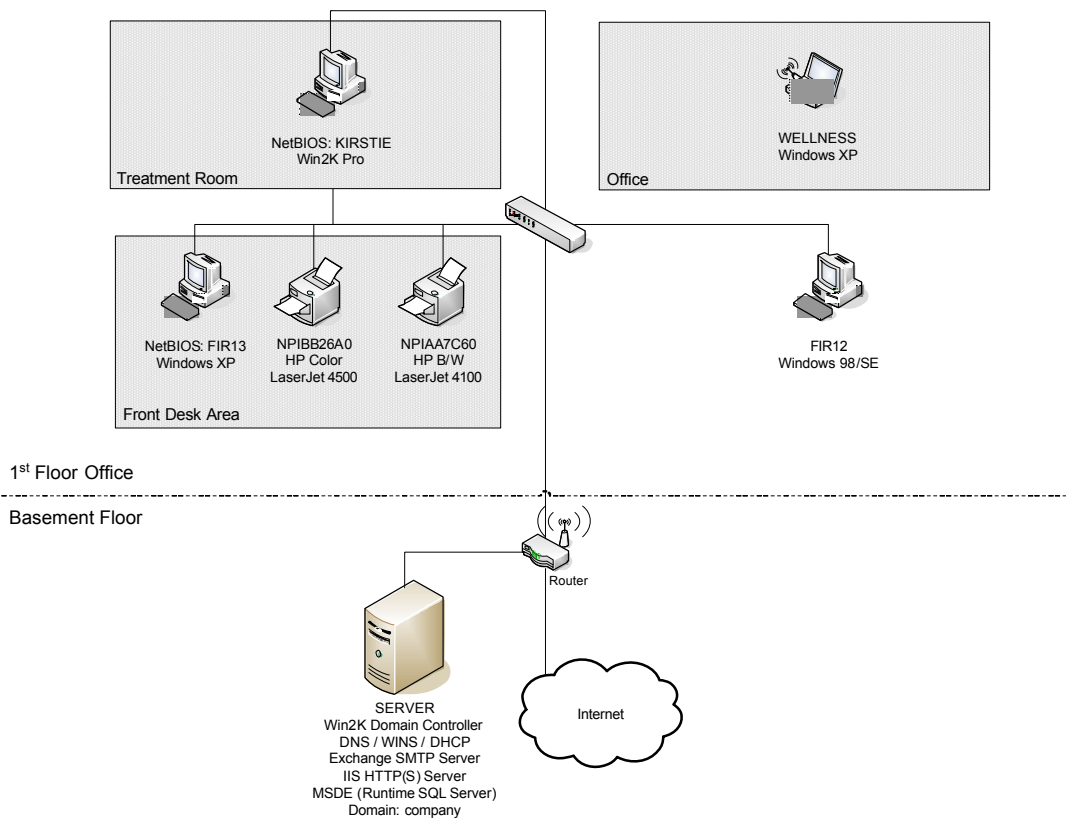 NetBIOS: KIRSTIE
Win2K Pro
Treatment Room
WELLNESS
Windows XP
Office
NetBIOS: FIR13
Windows XP
NPIBB26A0
HP Color
LaserJet 4500
NPIAA7C60
HP B/W
LaserJet 4100
Front Desk Area
FIR12
Windows 98/SE
1st Floor Office
Basement Floor
Router
SERVER
Win2K Domain Controller
DNS / WINS / DHCP
Exchange SMTP Server
IIS HTTP(S) Server
MSDE (Runtime SQL Server)
Domain: company
Internet